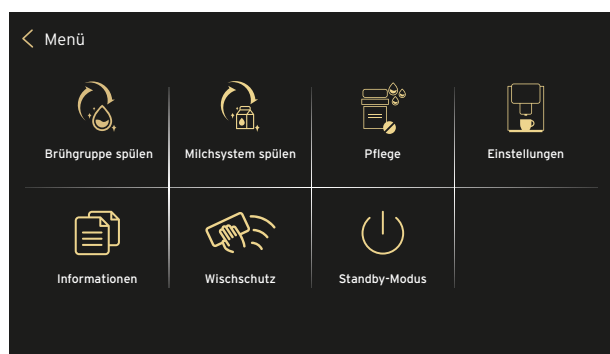 Menü
Brühgruppe spülen
Milchsystem spülen
Pflege
Einstellungen
Informationen
Wischschutz
Standby-Modus